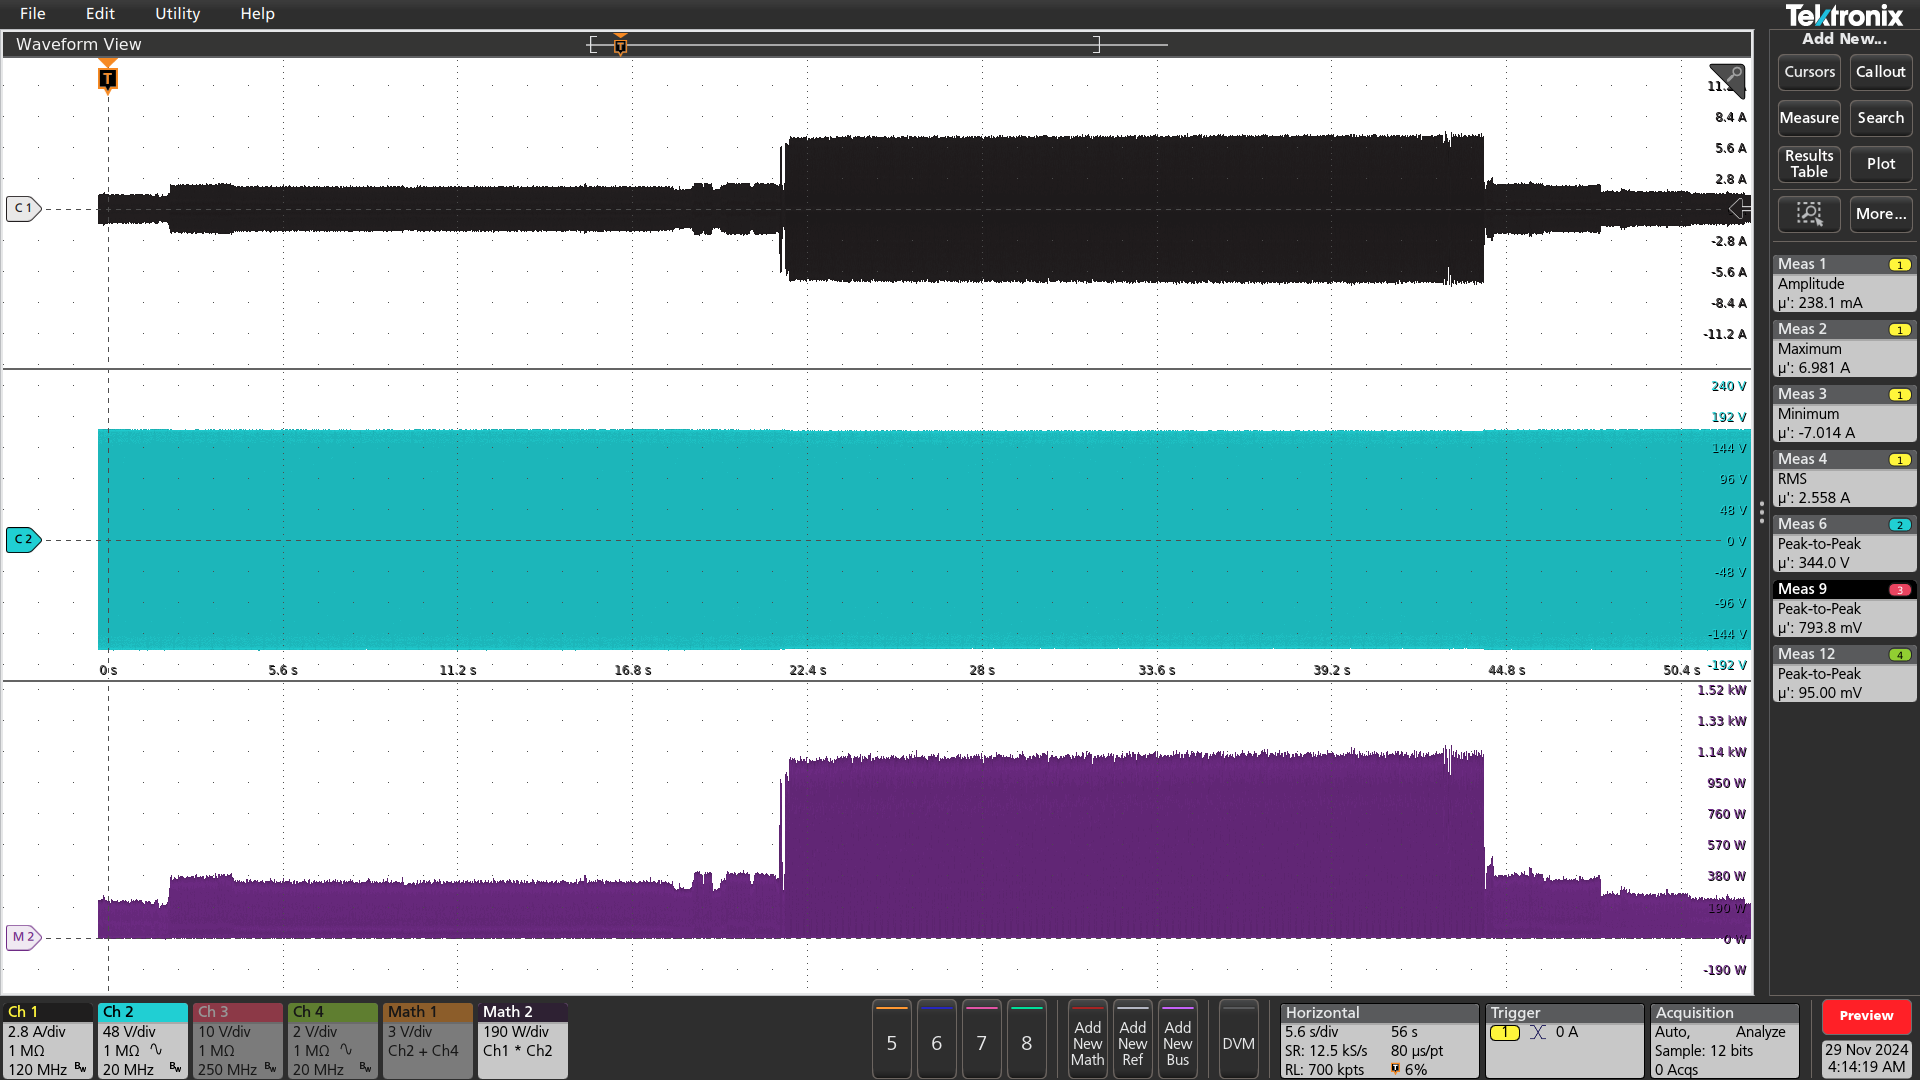 File Edit Utility Help
Tektronix
Waveform View
Add New...
Cursors Callout
Measure Search
Results Table Plot
More...
T
T
8.4 A
5.6 A
2.8 A
C 1
-2.8 A
-5.6 A
-8.4 A
-11.2 A
240 V
192 V
144 V
96 V
48 V
C 2
0 V
-48 V
-96 V
-144 V
-192 V
0 s 5.6 s 11.2 s 16.8 s 22.4 s 28 s 33.6 s 39.2 s 44.8 s 50.4 s
1.52 kW
1.33 kW
1.14 kW
950 W
760 W
570 W
380 W
190 W
M 2
0 W
-190 W
Meas 1 1
Amplitude
µ': 238.1 mA
Meas 2 1
Maximum
µ': 6.981 A
Meas 3 1
Minimum
µ': -7.014 A
Meas 4 1
RMS
µ': 2.558 A
Meas 6 2
Peak-to-Peak
µ': 344.0 V
Meas 9 3
Peak-to-Peak
µ': 793.8 mV
Meas 12 4
Peak-to-Peak
µ': 95.00 mV
Ch 1
2.8 A/div
1 MΩ
120 MHz Bw
Ch 2
48 V/div
1 MΩ
20 MHz Bw
Ch 3
10 V/div
1 MΩ
250 MHz Bw
Ch 4
2 V/div
1 MΩ
20 MHz Bw
Math 1
3 V/div
Ch2 + Ch4
Math 2
190 W/div
Ch1 * Ch2
5 6 7 8
Add New Math
Add New Ref
Add New Bus
DVM
Horizontal
5.6 s/div 56 s
SR: 12.5 kS/s 80 µs/pt
RL: 700 kpts T 6%
Trigger
1 0 A
Acquisition
Auto, Analyze
Sample: 12 bits
0 Acqs
Preview
29 Nov 2024
4:14:19 AM